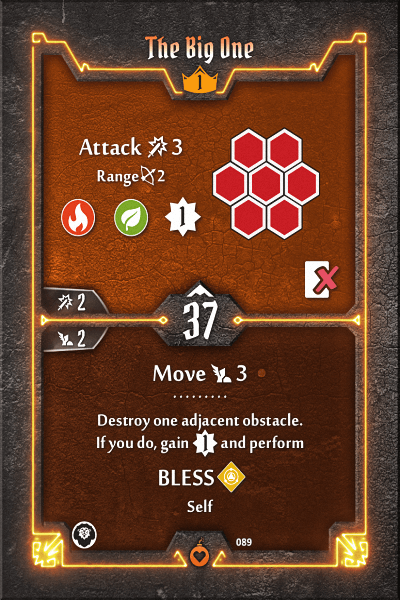 The Big One
1
Attack 3
Range 2
1
2
37
2
Move 3
Destroy one adjacent obstacle.
If you do, gain 1 and perform
BLESS
Self
089